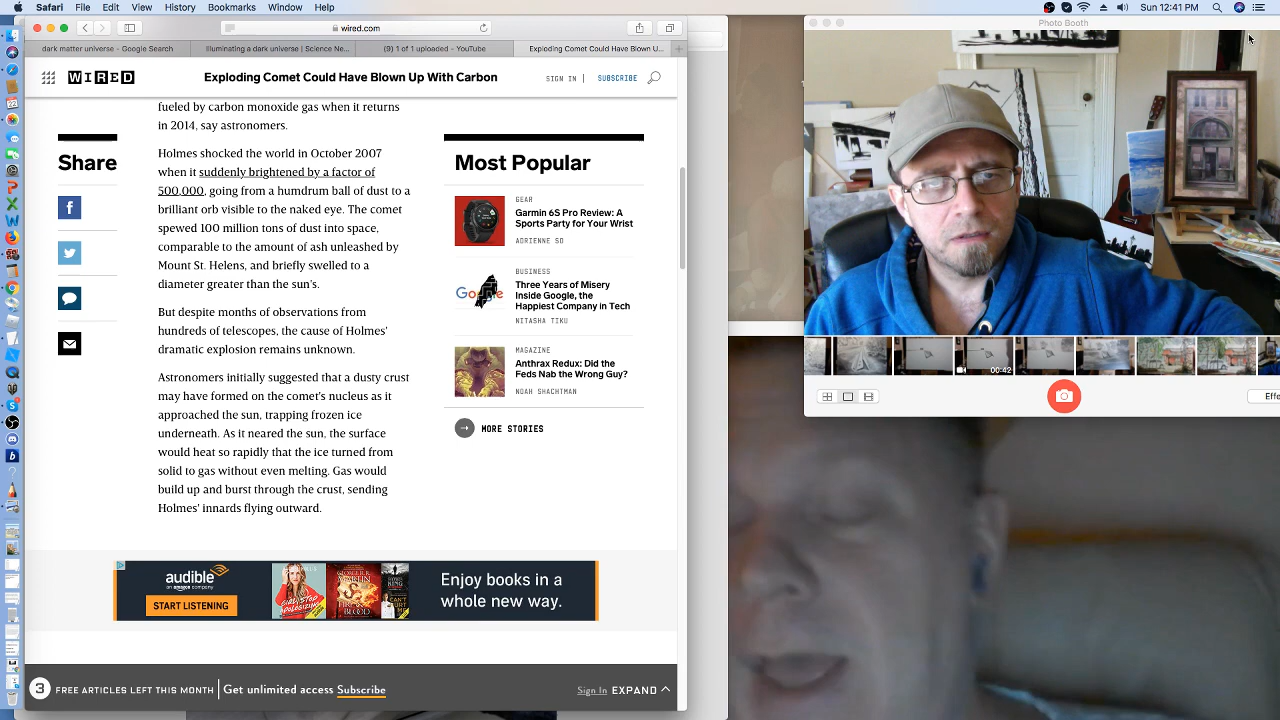 Safari File Edit View History Bookmarks Window Help
Sun 12:41 PM
wired.com
dark matter universe - Google Search
Illuminating a dark universe | Science Ne...
(9) 1 of 1 uploaded - YouTube
Exploding Comet Could Have Blown U...
WIRED
Exploding Comet Could Have Blown Up With Carbon
SIGN IN |
SUBSCRIBE
fueled by carbon monoxide gas when it returns
in 2014, say astronomers.
Share
Holmes shocked the world in October 2007
when it suddenly brightened by a factor of
500,000, going from a humdrum ball of dust to a
brilliant orb visible to the naked eye. The comet
spewed 100 million tons of dust into space,
comparable to the amount of ash unleashed by
Mount St. Helens, and briefly swelled to a
diameter greater than the sun's.
But despite months of observations from
hundreds of telescopes, the cause of Holmes'
dramatic explosion remains unknown.
Astronomers initially suggested that a dusty crust
may have formed on the comet's nucleus as it
approached the sun, trapping frozen ice
underneath. As it neared the sun, the surface
would heat so rapidly that the ice turned from
solid to gas without even melting. Gas would
build up and burst through the crust, sending
Holmes' innards flying outward.
Most Popular
GEAR
Garmin 6S Pro Review: A
Sports Party for Your Wrist
ADRIENNE SO
BUSINESS
Three Years of Misery
Inside Google, the
Happiest Company in Tech
NITASHA TIKU
Google
MAGAZINE
Anthrax Redux: Did the
Feds Nab the Wrong Guy?
NOAH SHACHTMAN
MORE STORIES
audible
an amazon company
START LISTENING
Enjoy books in a
whole new way.
3 FREE ARTICLES LEFT THIS MONTH Get unlimited access Subscribe
Sign In EXPAND
Photo Booth
00:42
Effe